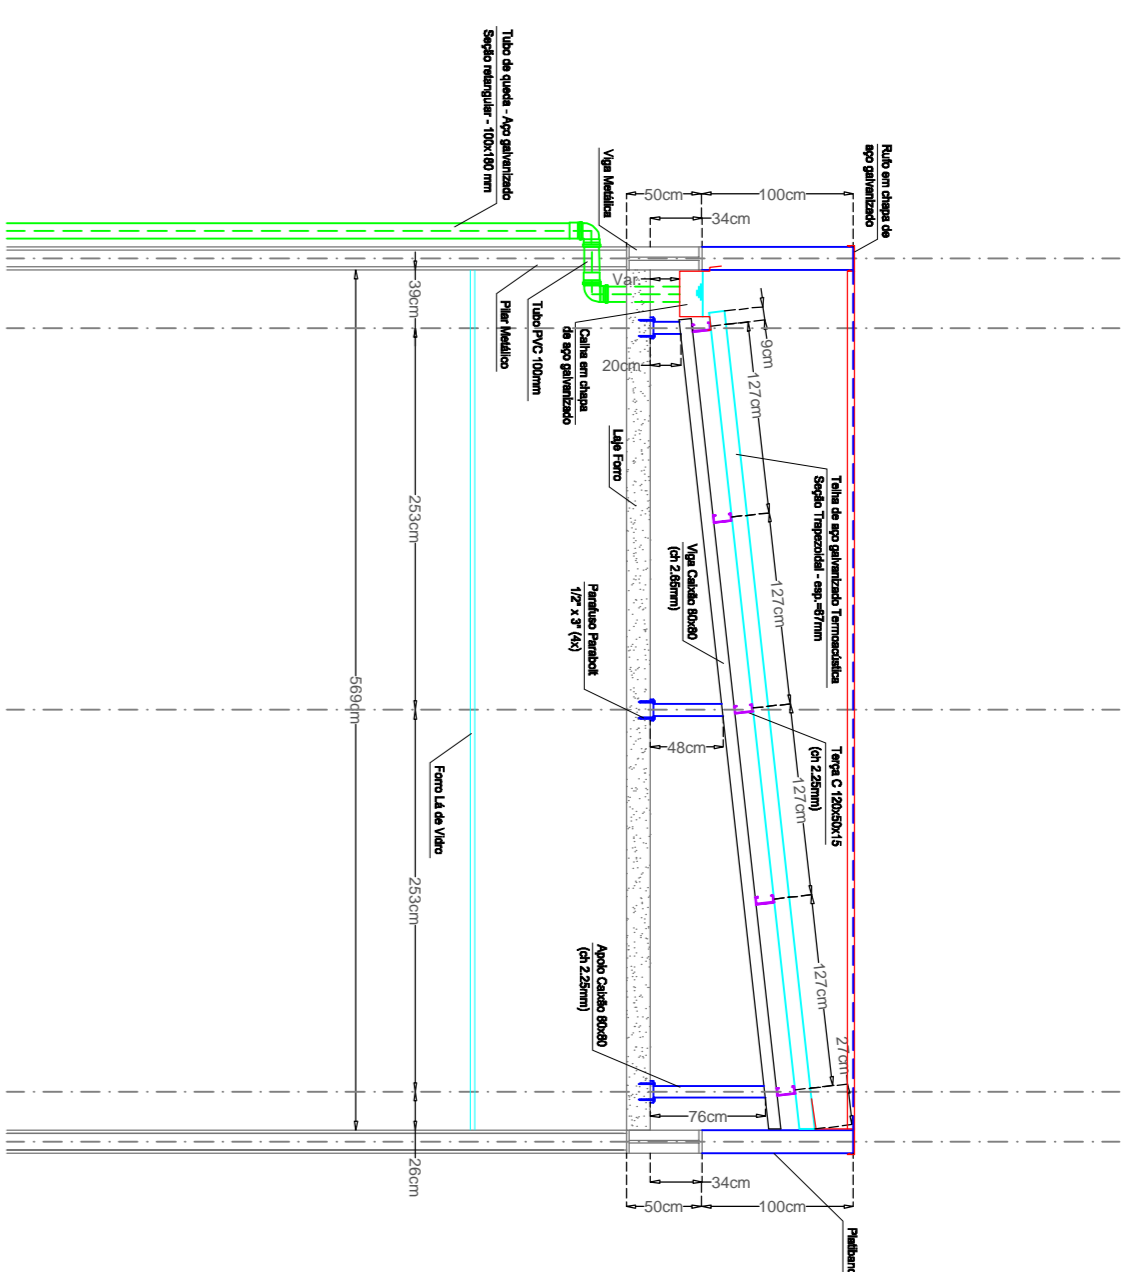 Tubo de queda - Aço galvanizado
Seção retangular - 100x180 mm
Viga Metálica
Rufo em chapa de
aço galvanizado
50cm
100cm
34cm
Var.
39cm
Pilar Metálico
Tubo PVC 100mm
Calha em chapa
de aço galvanizado
20cm
9cm
127cm
Laje Forro
Telha de aço galvanizado Termoacústica
Seção Trapezoidal - esp.=67mm
253cm
Viga Caixão 80x80
(ch 2.65mm)
127cm
Parafuso Parabolt
1/2" x 3" (4x)
569cm
48cm
Terça C 120x50x15
(ch 2.25mm)
127cm
Forro Lã de Vidro
253cm
Apoio Caixão 80x80
(ch 2.25mm)
127cm
27cm
76cm
26cm
34cm
50cm
100cm